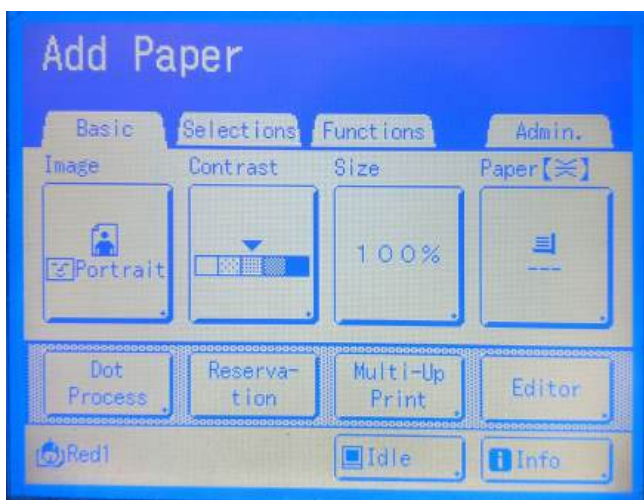 Add Paper
Basic Selections Functions Admin.
Image Contrast Size Paper【≍】
Portrait 100% ---
Dot Reserva- Multi-Up Editor
Process tion Print
Red1 Idle Info